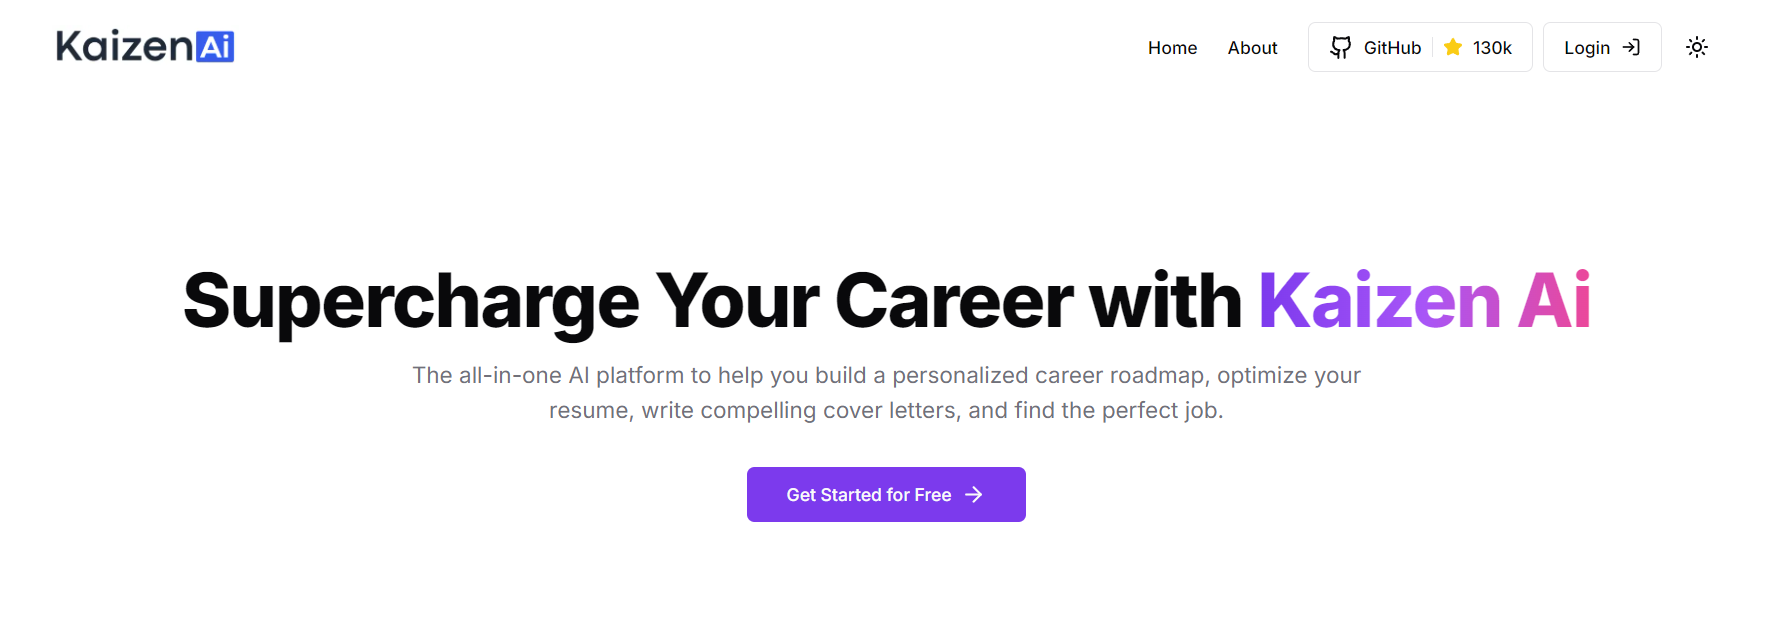 KaizenAi
Home About GitHub 130k Login
Supercharge Your Career with Kaizen Ai
The all-in-one AI platform to help you build a personalized career roadmap, optimize your
resume, write compelling cover letters, and find the perfect job.
Get Started for Free